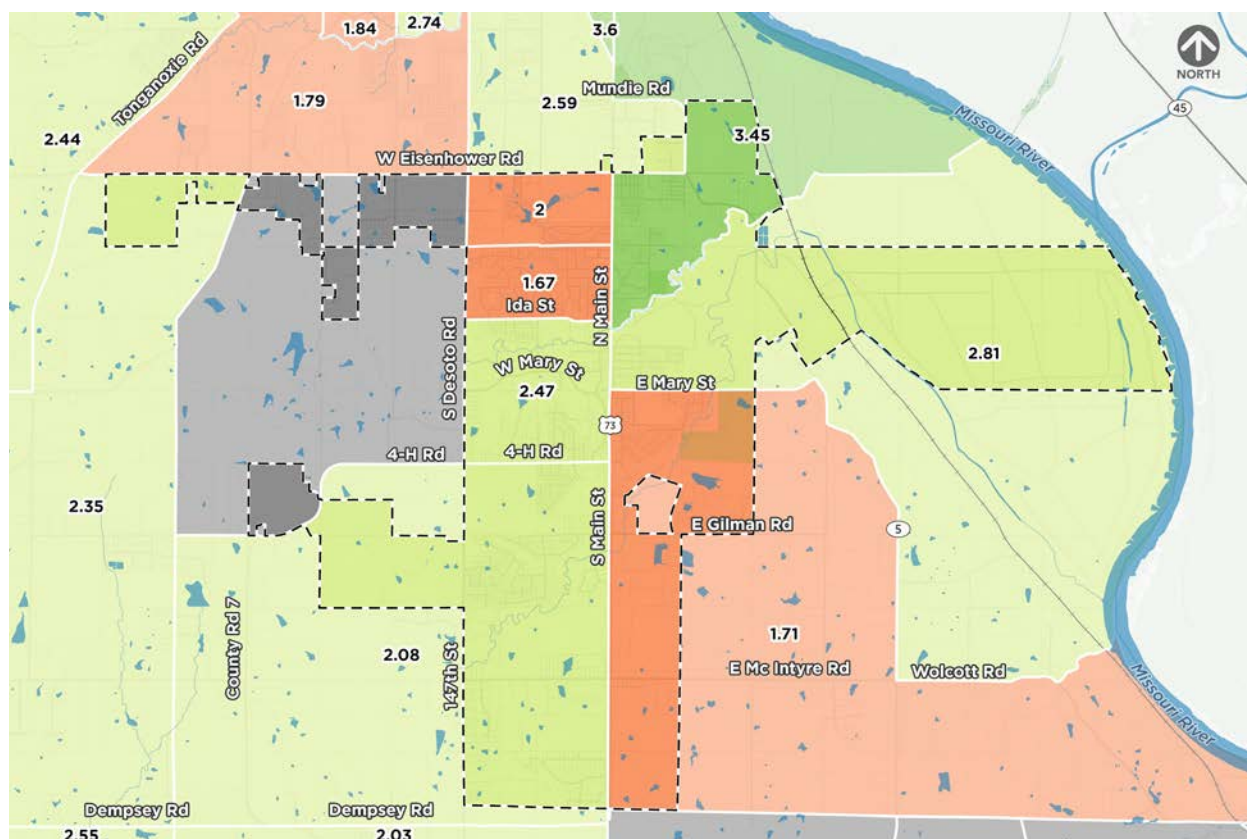 2.74
1.84
3.6
Tonganoxie Rd
Mundie Rd
NORTH
1.79
2.59
45
Missouri River
2.44
3.45
W Eisenhower Rd
2
1.67
Ida St
N Main St
S Desoto Rd
W Mary St
2.81
2.47
E Mary St
73
4-H Rd
4-H Rd
2.35
S Main St
E Gilman Rd
5
County Rd 7
147th St
2.08
1.71
E Mc Intyre Rd
Wolcott Rd
Missouri River
Dempsey Rd
Dempsey Rd
2.55
2.03